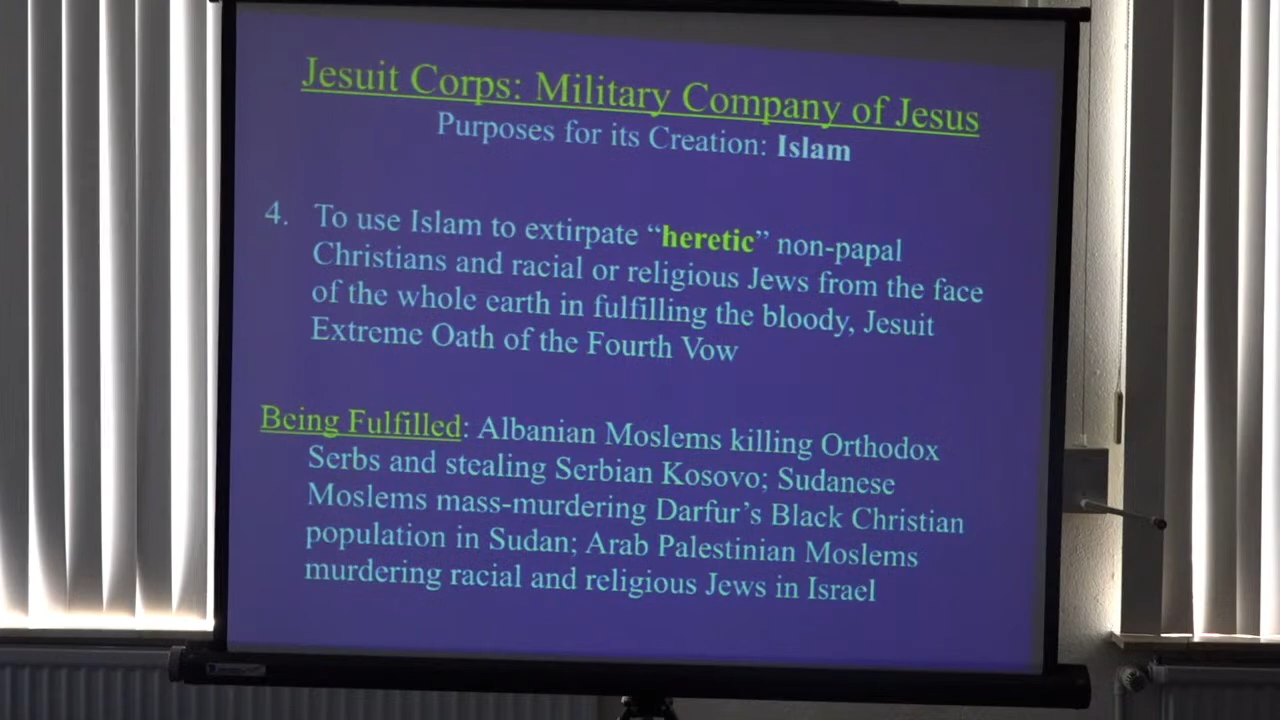 Jesuit Corps: Military Company of Jesus
Purposes for its Creation: Islam
4. To use Islam to extirpate “heretic” non-papal
Christians and racial or religious Jews from the face
of the whole earth in fulfilling the bloody, Jesuit
Extreme Oath of the Fourth Vow
Being Fulfilled: Albanian Moslems killing Orthodox
Serbs and stealing Serbian Kosovo; Sudanese
Moslems mass-murdering Darfur’s Black Christian
population in Sudan; Arab Palestinian Moslems
murdering racial and religious Jews in Israel